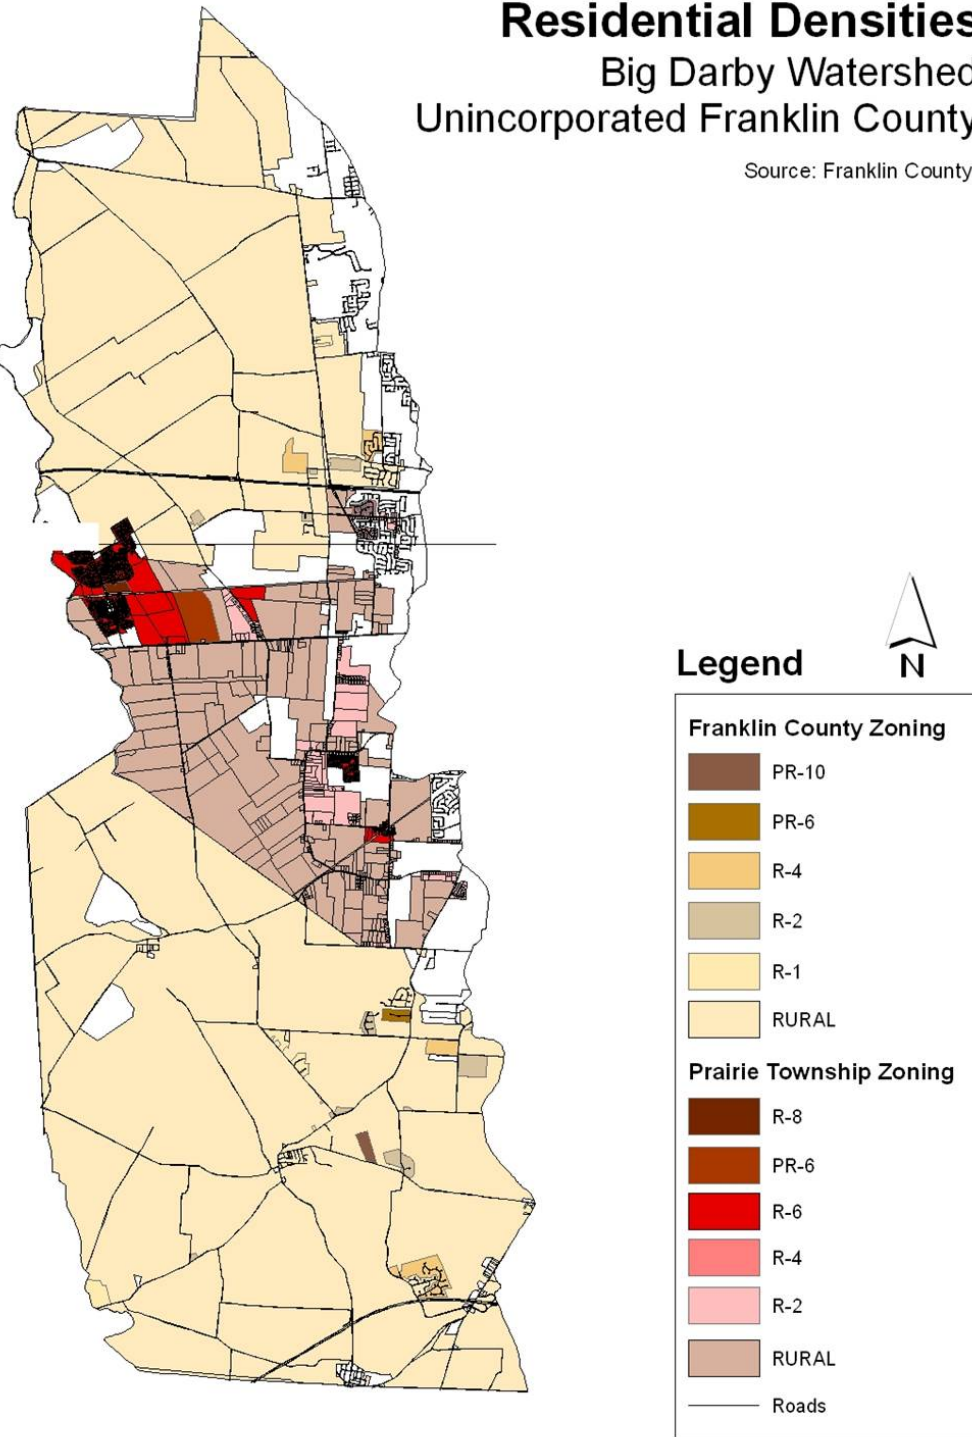 Residential Densities
Big Darby Watershed
Unincorporated Franklin County
Source: Franklin County
N
Legend
Franklin County Zoning
PR-10
PR-6
R-4
R-2
R-1
RURAL
Prairie Township Zoning
R-8
PR-6
R-6
R-4
R-2
RURAL
Roads